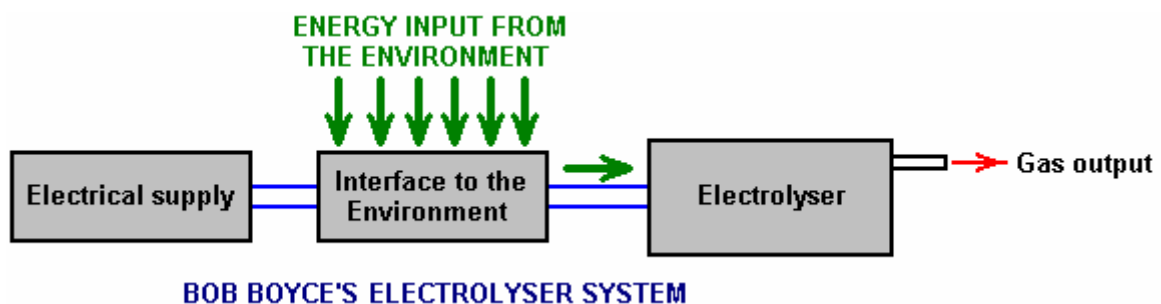 ENERGY INPUT FROM
THE ENVIRONMENT
Electrical supply
Interface to the
Environment
Electrolyser
Gas output
BOB BOYCE'S ELECTROLYSER SYSTEM